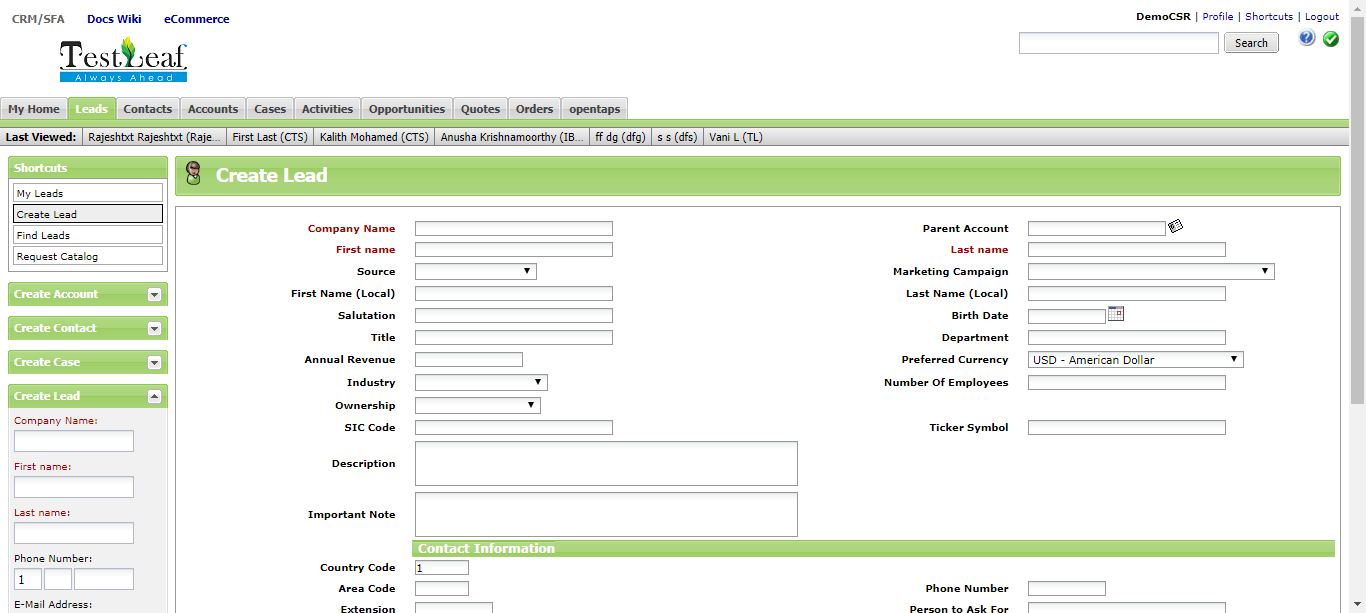 CRM/SFA Docs Wiki eCommerce
DemoCSR | Profile | Shortcuts | Logout
Search
TestLeaf
Always Ahead
My Home Leads Contacts Accounts Cases Activities Opportunities Quotes Orders opentaps
Last Viewed: Rajeshtxt Rajeshtxt (Raje... First Last (CTS) Kalith Mohamed (CTS) Anusha Krishnamoorthy (IB... ff dg (dfg) s s (dfs) Vani L (TL)
Shortcuts
My Leads
Create Lead
Find Leads
Request Catalog
Create Account
Create Contact
Create Case
Create Lead
Company Name:
First name:
Last name:
Phone Number:
1
E-Mail Address:
Create Lead
Company Name Parent Account
First name Last name
Source Marketing Campaign
First Name (Local) Last Name (Local)
Salutation Birth Date
Title Department
Annual Revenue Preferred Currency USD - American Dollar
Industry Number Of Employees
Ownership
SIC Code Ticker Symbol
Description
Important Note
Contact Information
Country Code 1
Area Code Phone Number
Extension Person to Ask For